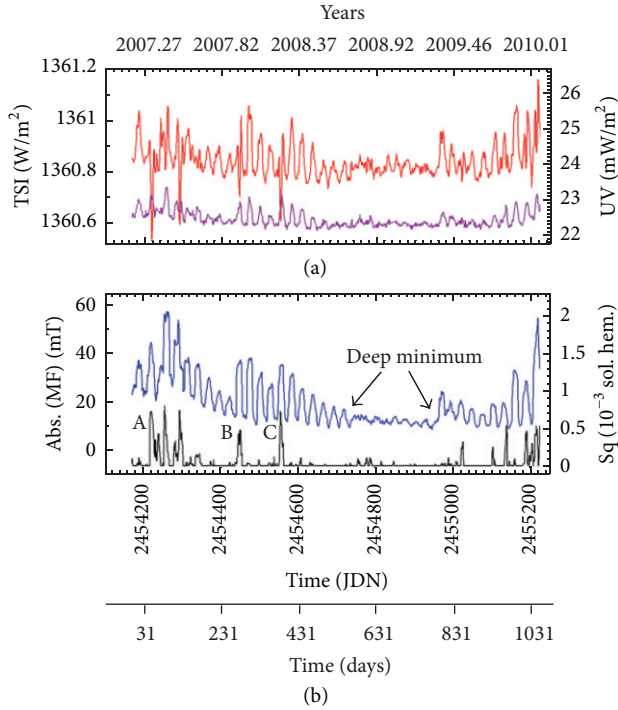 Years
2007.27 2007.82 2008.37 2008.92 2009.46 2010.01
1361.2
1361
1360.8
1360.6
TSI (W/m²)
26
25
24
23
22
UV (mW/m²)
(a)
60
40
20
0
Abs. (MF) (mT)
Deep minimum
A
B
C
2
1.5
1
0.5
0
Sq (10⁻³ sol. hem.)
2454200 2454400 2454600 2454800 2455000 2455200
Time (JDN)
31 231 431 631 831 1031
Time (days)
(b)